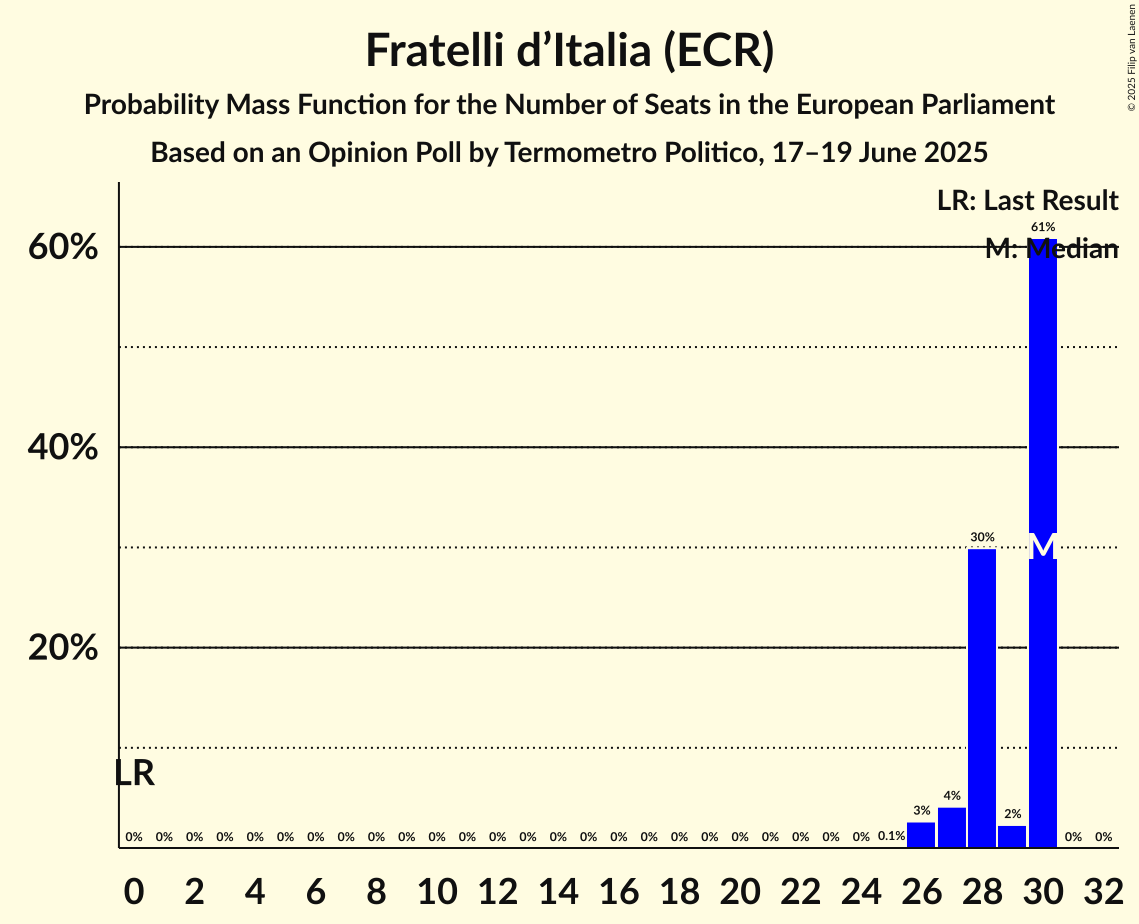 Fratelli d’Italia (ECR)
Probability Mass Function for the Number of Seats in the European Parliament
Based on an Opinion Poll by Termometro Politico, 17–19 June 2025
© 2025 Filip van Laenen
LR: Last Result
61%
60%
M: Median
40%
30%
M
20%
LR
4%
3%
2%
0% 0% 0% 0% 0% 0% 0% 0% 0% 0% 0% 0% 0% 0% 0% 0% 0% 0% 0% 0% 0% 0% 0% 0% 0% 0.1% 0% 0%
0 2 4 6 8 10 12 14 16 18 20 22 24 26 28 30 32